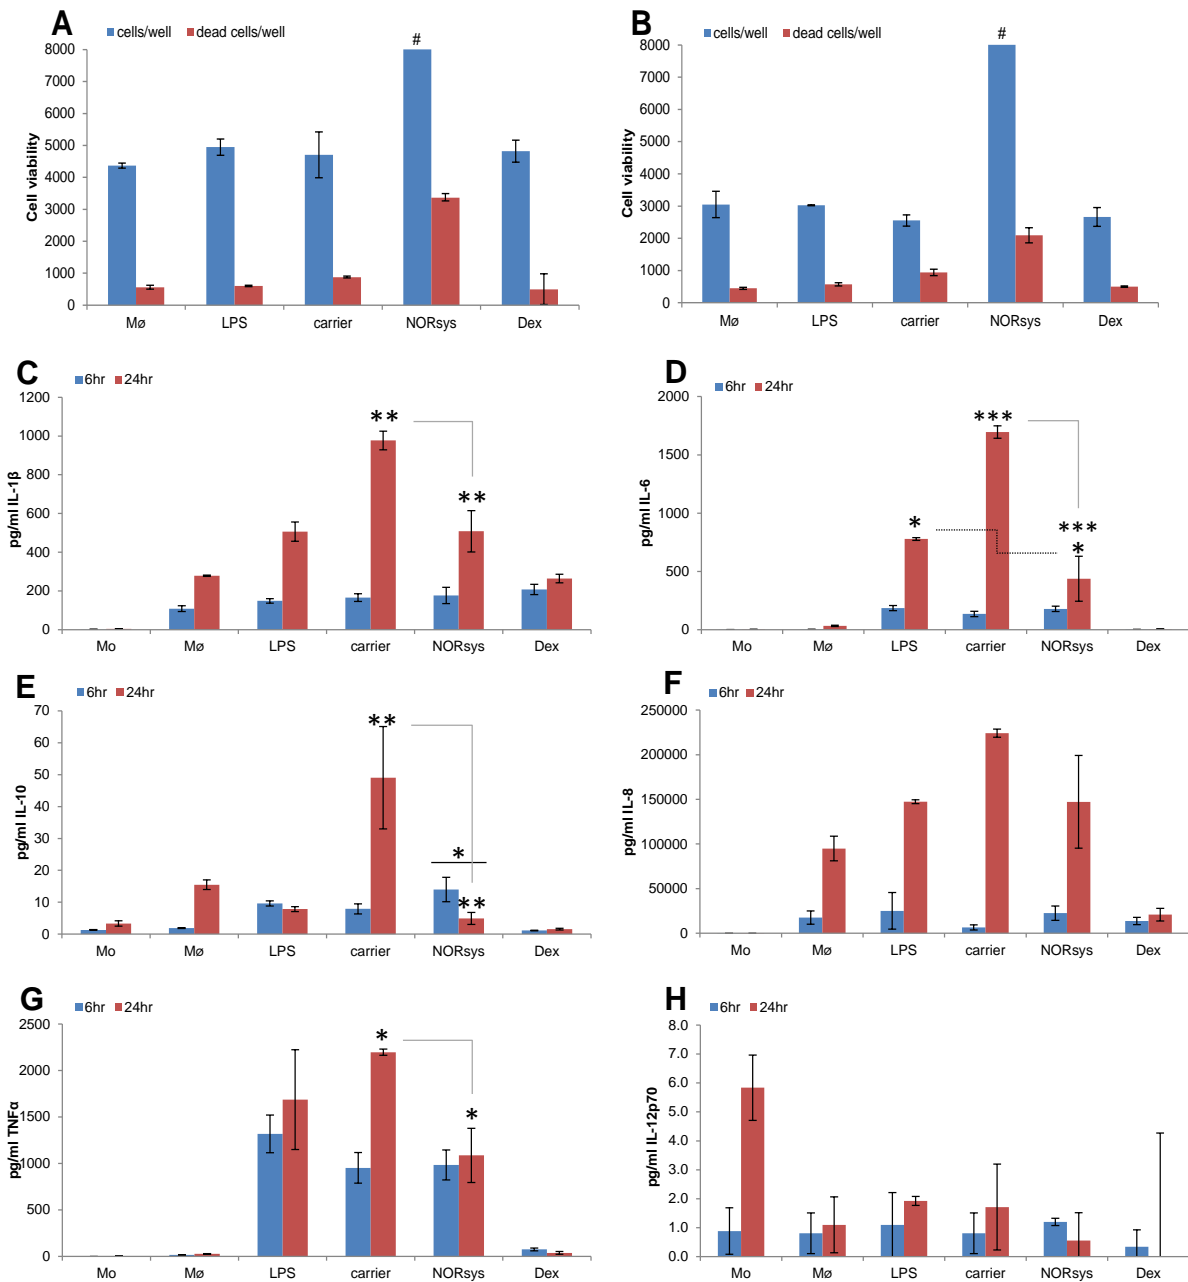 A
cells/well dead cells/well
#
8000
7000
6000
5000
4000
3000
2000
1000
0
Cell viability
Mø LPS carrier NORsys Dex
B
cells/well dead cells/well
#
8000
7000
6000
5000
4000
3000
2000
1000
0
Cell viability
Mø LPS carrier NORsys Dex
C
6hr 24hr
1200
1000
800
600
400
200
0
pg/ml IL-1β
**
**
Mo Mø LPS carrier NORsys Dex
D
6hr 24hr
2000
1500
1000
500
0
pg/ml IL-6
***
*
***
*
Mo Mø LPS carrier NORsys Dex
E
6hr 24hr
70
60
50
40
30
20
10
0
pg/ml IL-10
**
*
**
Mo Mø LPS carrier NORsys Dex
F
6hr 24hr
250000
200000
150000
100000
50000
0
pg/ml IL-8
Mo Mø LPS carrier NORsys Dex
G
6hr 24hr
2500
2000
1500
1000
500
0
pg/ml TNFα
*
*
Mo Mø LPS carrier NORsys Dex
H
6hr 24hr
8.0
7.0
6.0
5.0
4.0
3.0
2.0
1.0
0.0
pg/ml IL-12p70
Mo Mø LPS carrier NORsys Dex